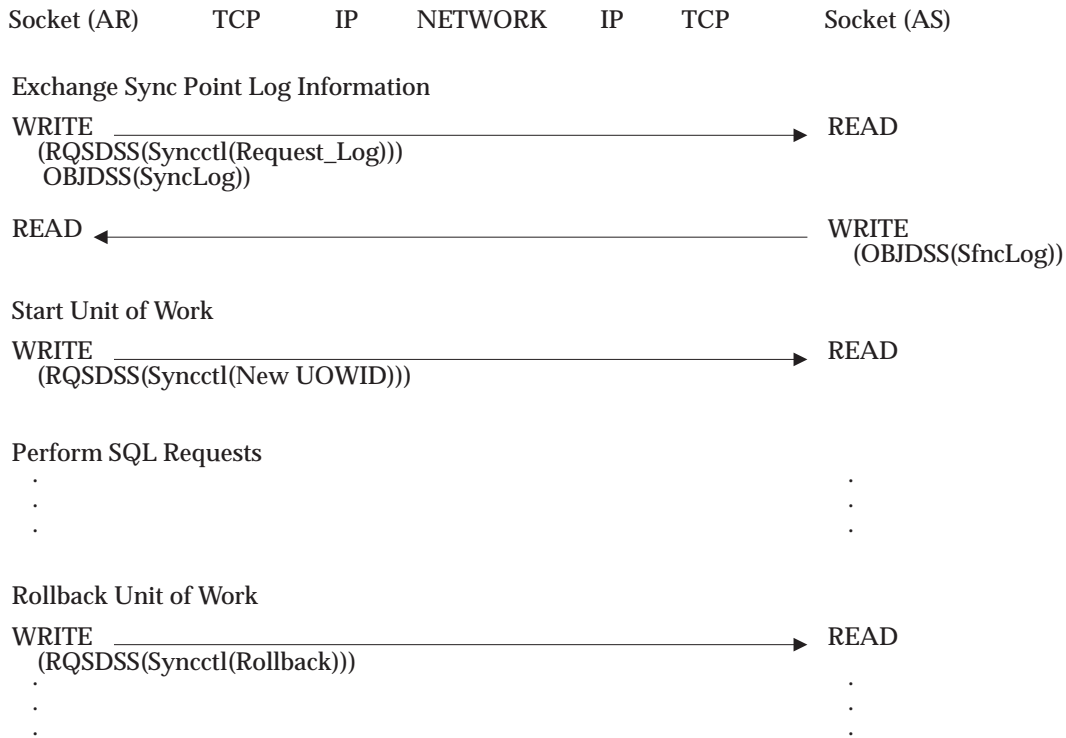 Socket (AR) TCP IP NETWORK IP TCP Socket (AS)
Exchange Sync Point Log Information
WRITE READ
(RQSDSS(Syncctl(Request_Log)))
OBJDSS(SyncLog))
READ WRITE
(OBJDSS(SfncLog))
Start Unit of Work
WRITE READ
(RQSDSS(Syncctl(New UOWID)))
Perform SQL Requests
. .
. .
. .
Rollback Unit of Work
WRITE READ
(RQSDSS(Syncctl(Rollback)))
. .
. .
. .